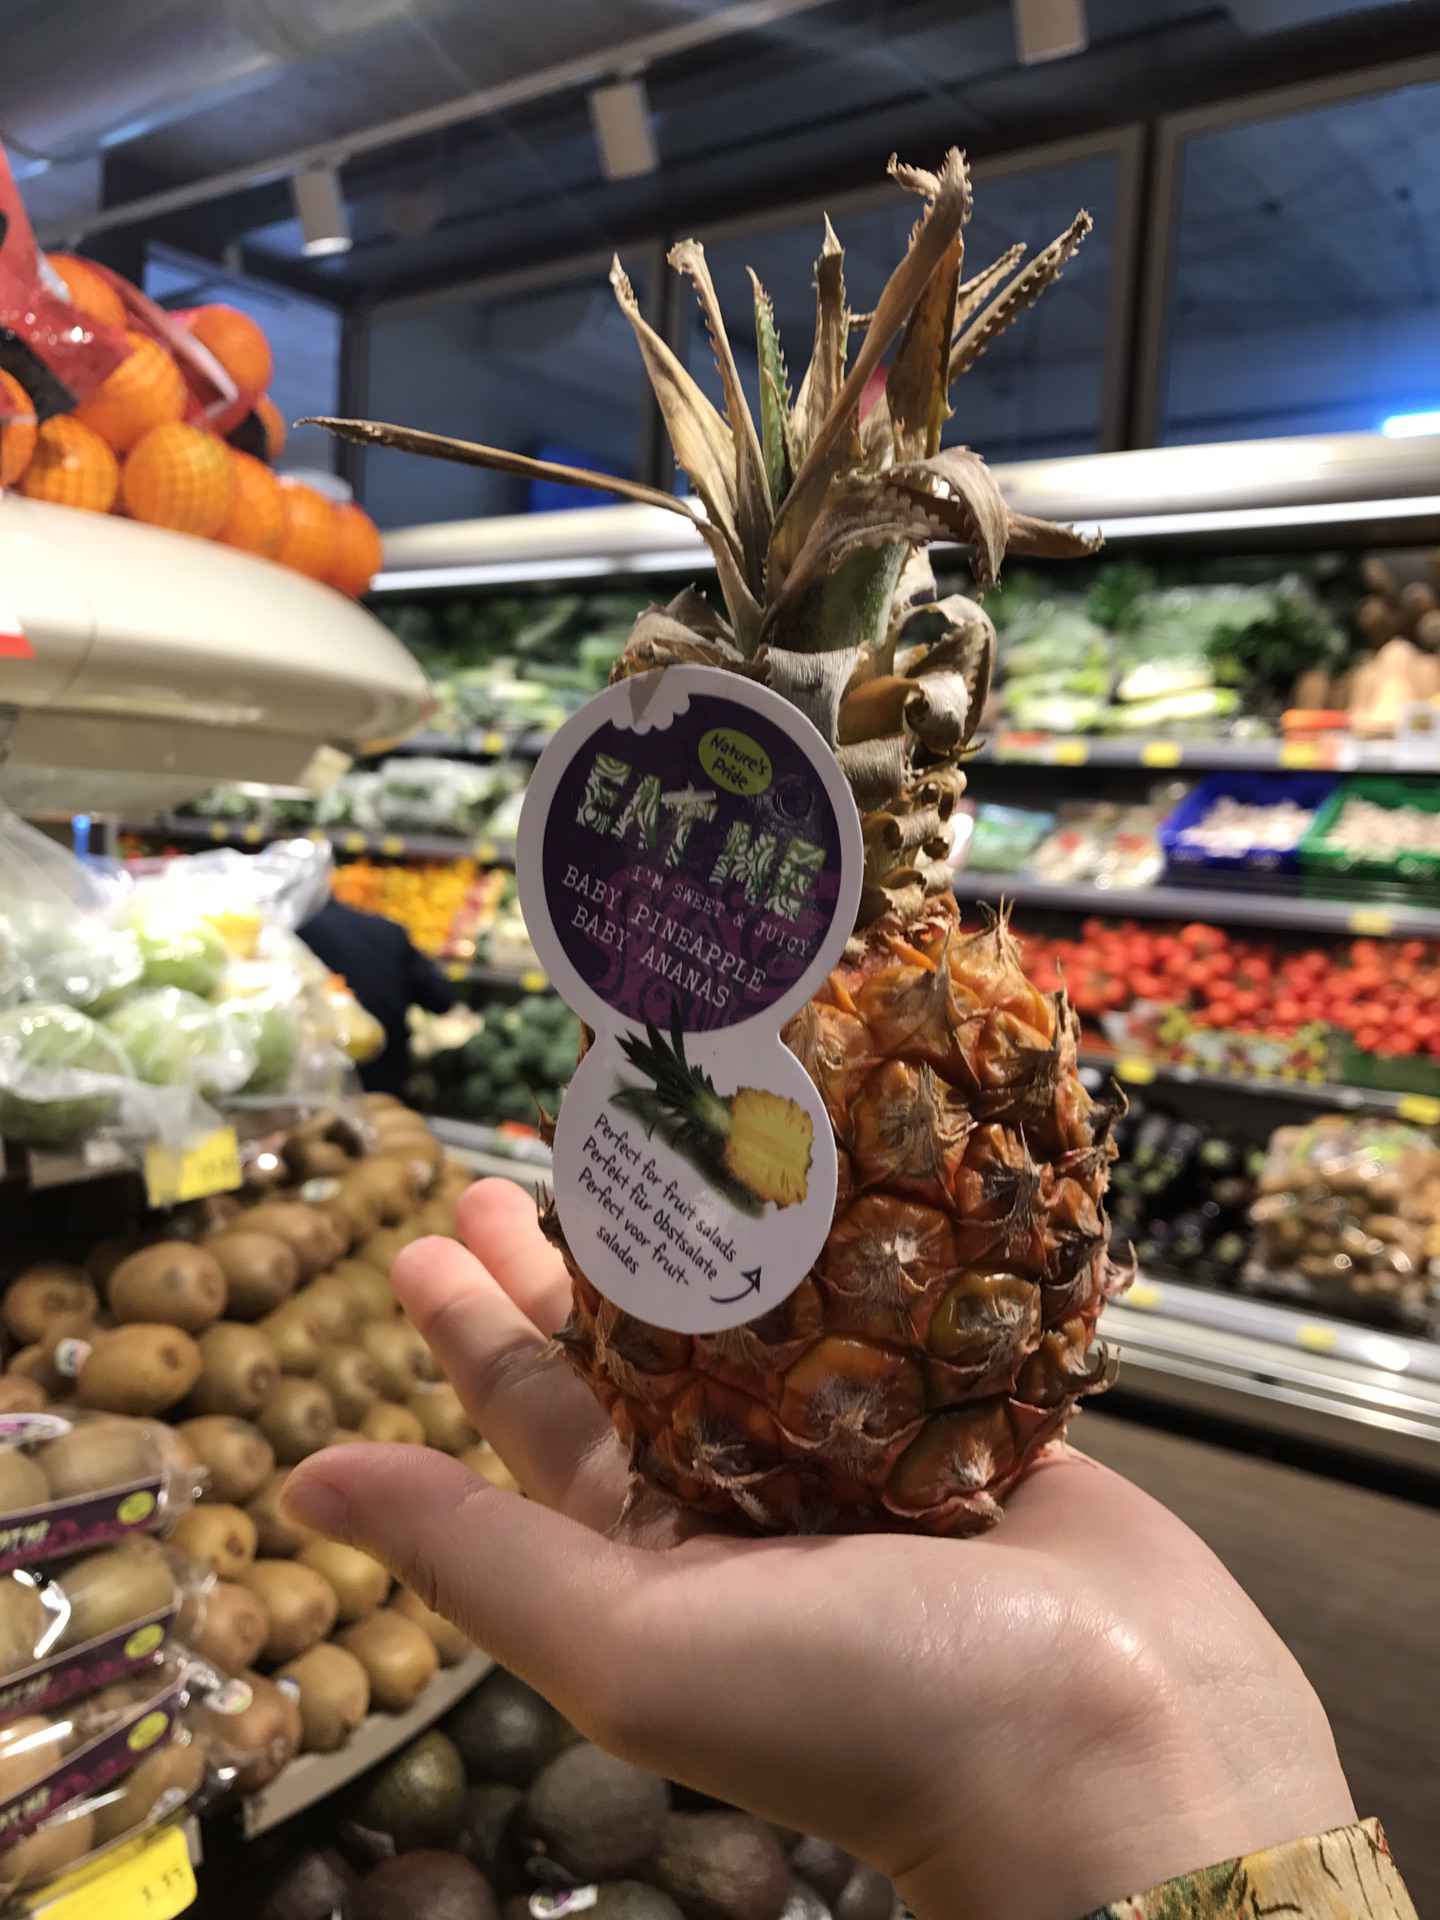 Nature's
Pride
EAT ME
I'M SWEET & JUICY
BABY PINEAPPLE
BABY ANANAS
Perfect for fruit salads
Perfekt für Obstsalate
Perfect voor fruit-
salades